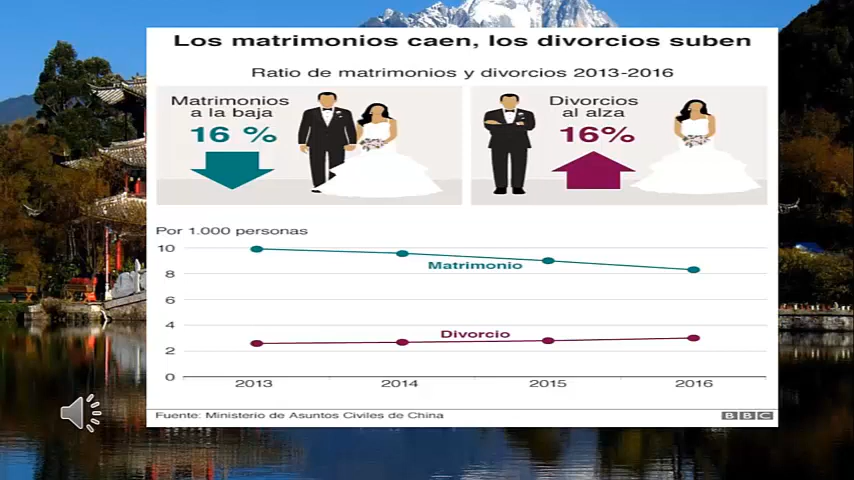 Los matrimonios caen, los divorcios suben
Ratio de matrimonios y divorcios 2013-2016
Matrimonios
a la baja
16 %
Divorcios
al alza
16%
Por 1.000 personas
10
8
6
4
2
0
Matrimonio
Divorcio
2013
2014
2015
2016
Fuente: Ministerio de Asuntos Civiles de China
BBC